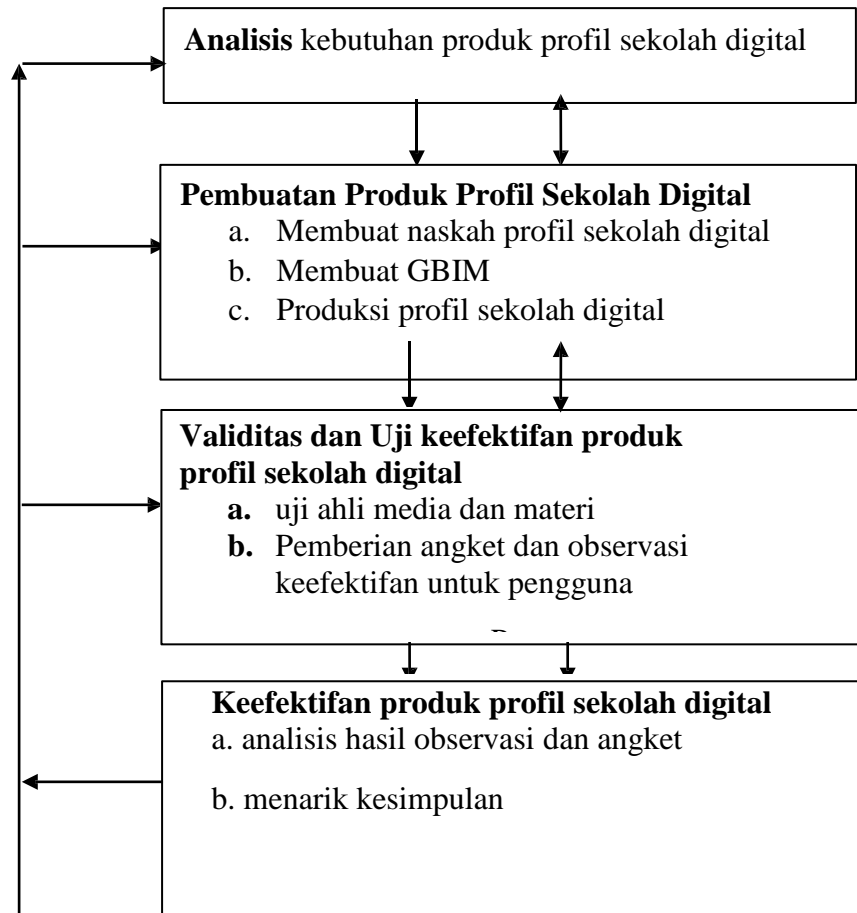 Analisis kebutuhan produk profil sekolah digital
Pembuatan Produk Profil Sekolah Digital
a. Membuat naskah profil sekolah digital
b. Membuat GBIM
c. Produksi profil sekolah digital
Validitas dan Uji keefektifan produk
profil sekolah digital
a. uji ahli media dan materi
b. Pemberian angket dan observasi
keefektifan untuk pengguna
Keefektifan produk profil sekolah digital
a. analisis hasil observasi dan angket
b. menarik kesimpulan